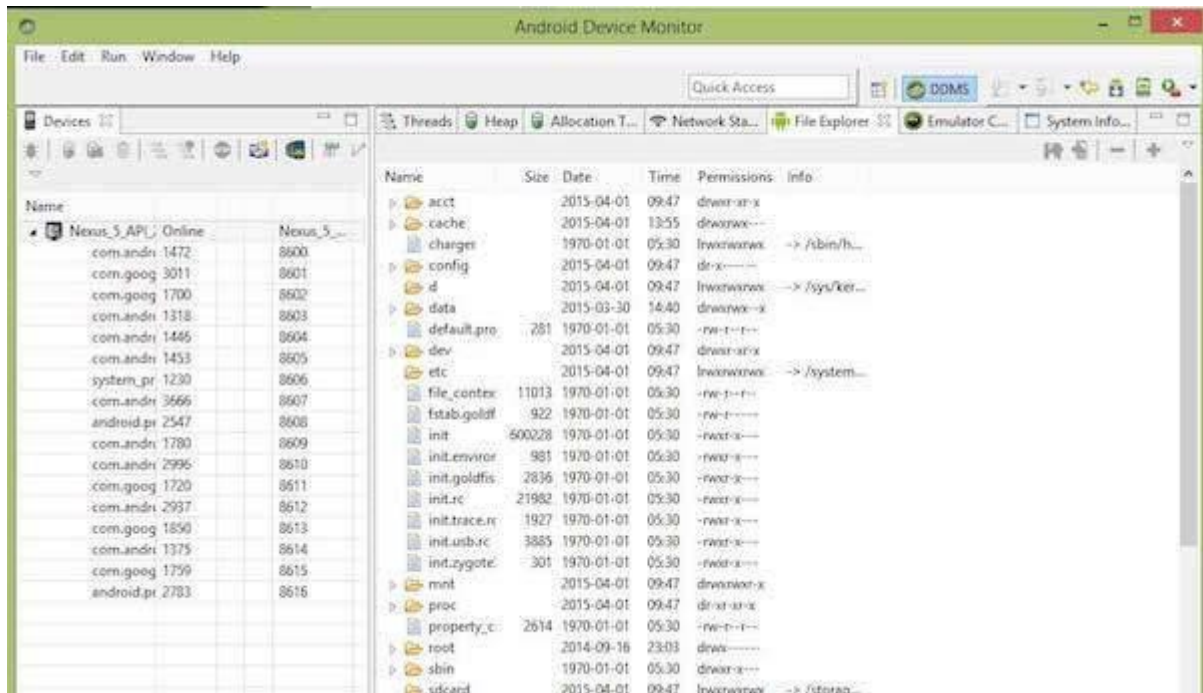 Android Device Monitor
File Edit Run Window Help
Quick Access
DDMS
Devices
Threads Heap Allocation T... Network Sta... File Explorer Emulator C... System Info...
Name
Nexus_5_API_ Online Nexus_5_...
com.andr 1472 8600
com.goog 3011 8601
com.goog 1700 8602
com.andr 1318 8603
com.andr 1446 8604
com.andr 1453 8605
system_pr 1230 8606
com.andr 3666 8607
android.pr 2547 8608
com.andr 1780 8609
com.andr 2996 8610
com.goog 1720 8611
com.andr 2937 8612
com.goog 1850 8613
com.andr 1375 8614
com.goog 1759 8615
android.pr 2783 8616
Name Size Date Time Permissions Info
acct 2015-04-01 09:47 drwxr-xr-x
cache 2015-04-01 13:55 drwxrwx---
charger 1970-01-01 05:30 lrwxrwxrwx -> /sbin/h...
config 2015-04-01 09:47 dr-x------
d 2015-04-01 09:47 lrwxrwxrwx -> /sys/ker...
data 2015-03-30 14:40 drwxrwx--x
default.pro 281 1970-01-01 05:30 -rw-r--r--
dev 2015-04-01 09:47 drwxr-xr-x
etc 2015-04-01 09:47 lrwxrwxrwx -> /system...
file_contex 11013 1970-01-01 05:30 -rw-r--r--
fstab.goldf 922 1970-01-01 05:30 -rw-r-----
init 600228 1970-01-01 05:30 -rwxr-x---
init.enviror 981 1970-01-01 05:30 -rwxr-x---
init.goldfis 2836 1970-01-01 05:30 -rwxr-x---
init.rc 21982 1970-01-01 05:30 -rwxr-x---
init.trace.rc 1927 1970-01-01 05:30 -rwxr-x---
init.usb.rc 3885 1970-01-01 05:30 -rwxr-x---
init.zygote: 301 1970-01-01 05:30 -rwxr-x---
mnt 2015-04-01 09:47 drwxrwxr-x
proc 2015-04-01 09:47 dr-xr-xr-x
property_c 2614 1970-01-01 05:30 -rw-r--r--
root 2014-09-16 23:03 drwx------
sbin 1970-01-01 05:30 drwxr-x---
sdcard 2015-04-01 09:47 lrwxrwxrwx -> /storag...